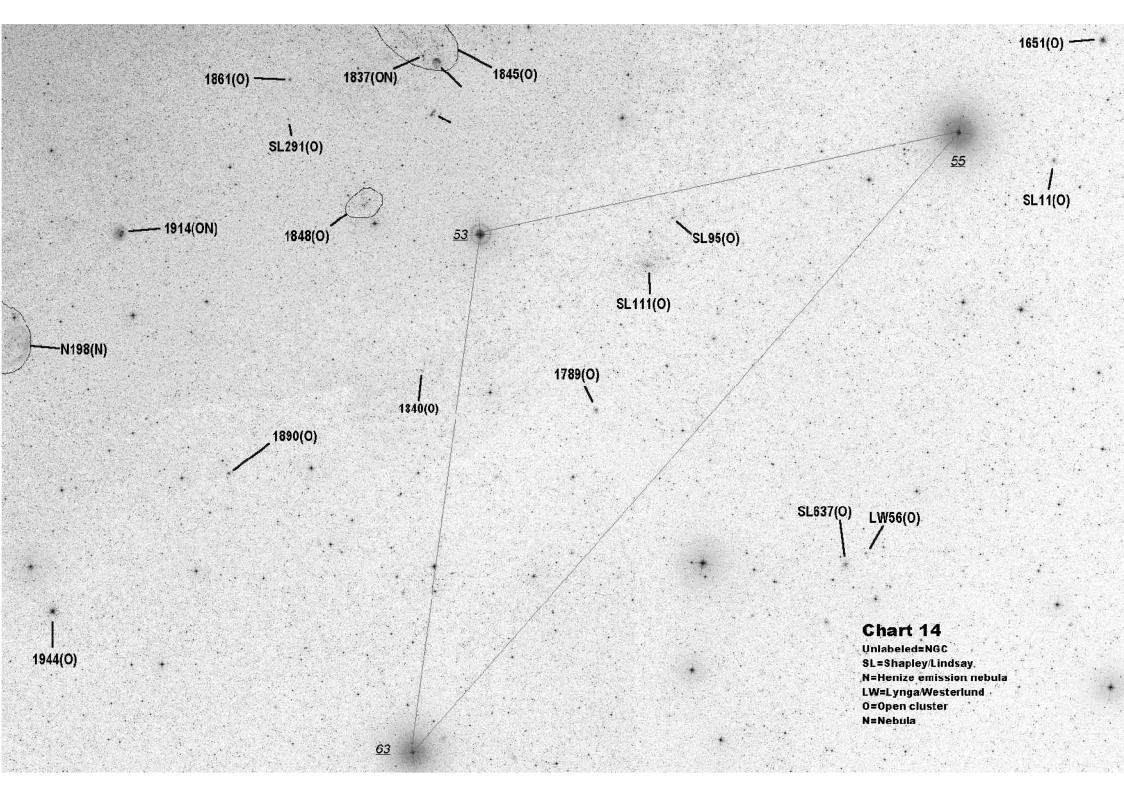 1651(O)
1861(O)
1837(ON)
1845(O)
SL291(O)
55
SL11(O)
1914(ON)
1848(O)
53
SL95(O)
SL111(O)
N198(N)
1789(O)
1840(O)
1890(O)
SL637(O)
LW56(O)
Chart 14
Unlabeled=NGC
SL=Shapley/Lindsay
N=Henize emission nebula
LW=Lynga/Westerlund
O=Open cluster
N=Nebula
1944(O)
63